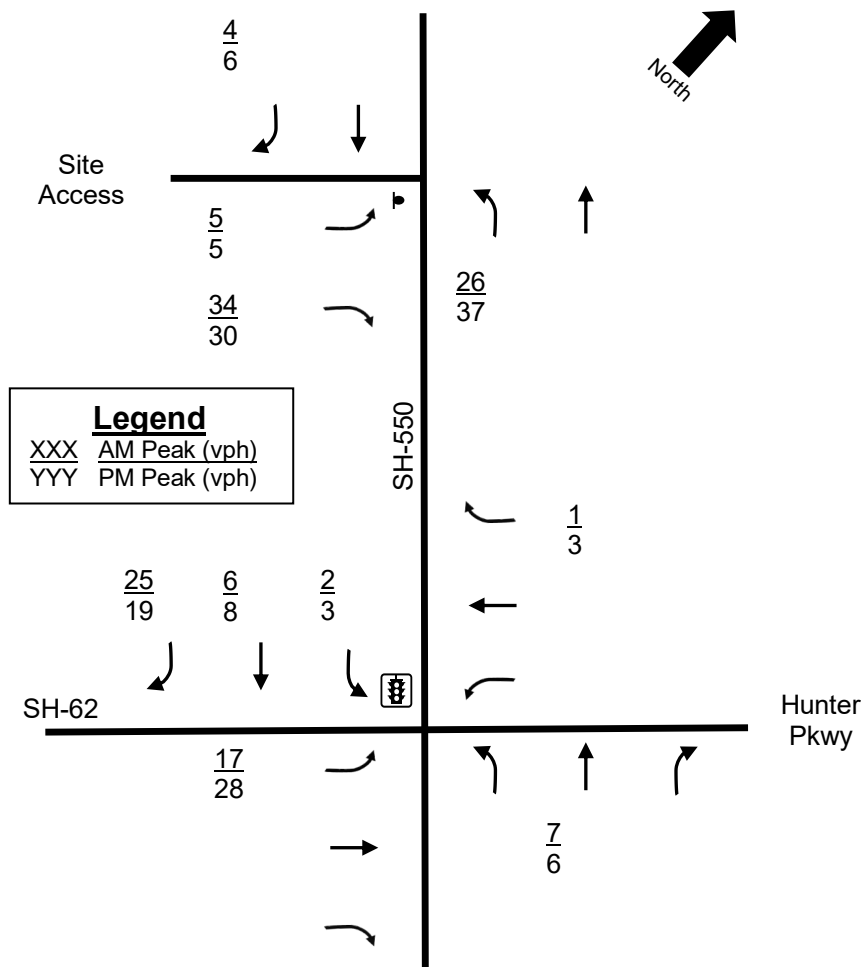 4
6
North
Site
Access
5
5
26
37
34
30
Legend
XXX AM Peak (vph)
YYY PM Peak (vph)
SH-550
1
3
25 6 2
19 8 3
SH-62
Hunter
Pkwy
17
28
7
6